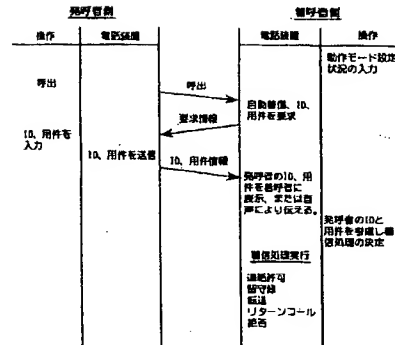 発呼者側
着呼者側
操作
電話装置
電話装置
操作
動作モード設定
状況の入力
呼出
呼出
自動着信、ID、
用件を要求
要求情報
ID、用件を
入力
ID、用件を送信
ID、用件情報
発呼者のID、用
件を着呼者に
表示、または音
声により伝える。
発呼者のIDと
用件を考慮し着
信処理の決定
着信処理実行
連絡許可
留守録
転送
リターンコール
拒否